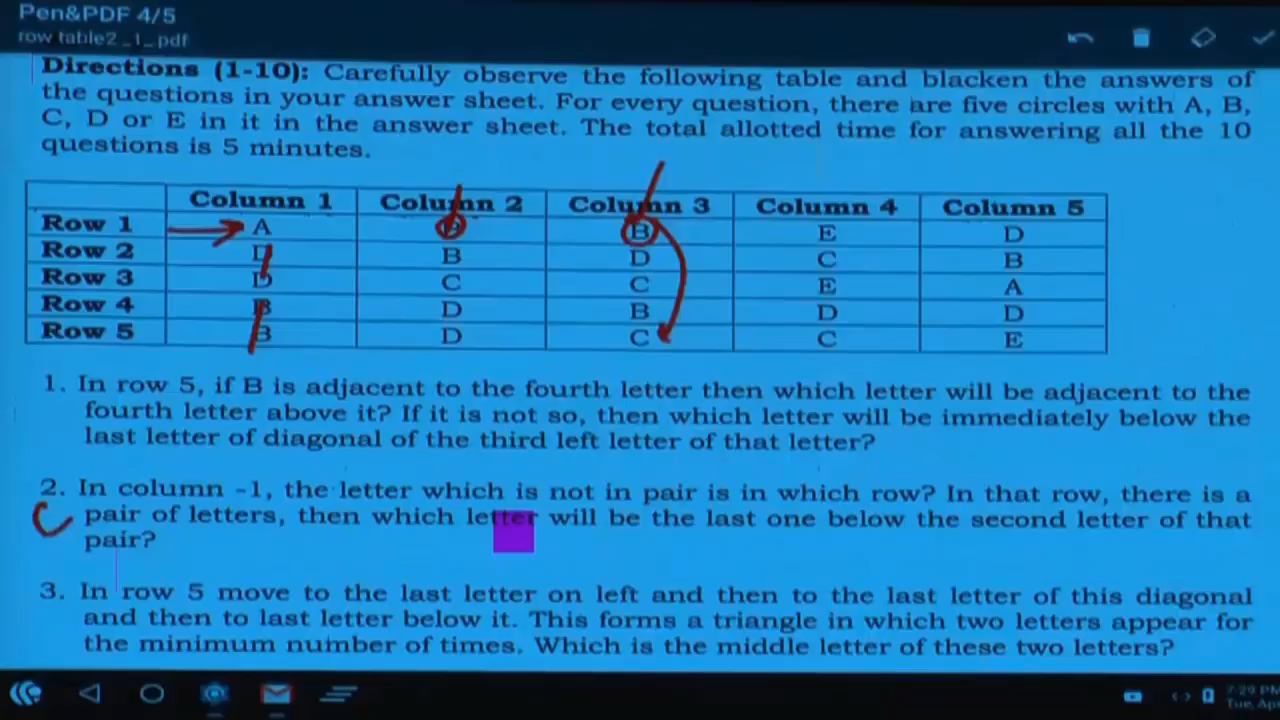 Pen&PDF 4/5
row table2_1_pdf
Directions (1-10): Carefully observe the following table and blacken the answers of
the questions in your answer sheet. For every question, there are five circles with A, B,
C, D or E in it in the answer sheet. The total allotted time for answering all the 10
questions is 5 minutes.
Column 1 Column 2 Column 3 Column 4 Column 5
Row 1 A B B E D
Row 2 D B D C B
Row 3 D C C E A
Row 4 B D B D D
Row 5 B D C C E
1. In row 5, if B is adjacent to the fourth letter then which letter will be adjacent to the
fourth letter above it? If it is not so, then which letter will be immediately below the
last letter of diagonal of the third left letter of that letter?
2. In column -1, the letter which is not in pair is in which row? In that row, there is a
C pair of letters, then which letter will be the last one below the second letter of that
pair?
3. In row 5 move to the last letter on left and then to the last letter of this diagonal
and then to last letter below it. This forms a triangle in which two letters appear for
the minimum number of times. Which is the middle letter of these two letters?
7:29 PM